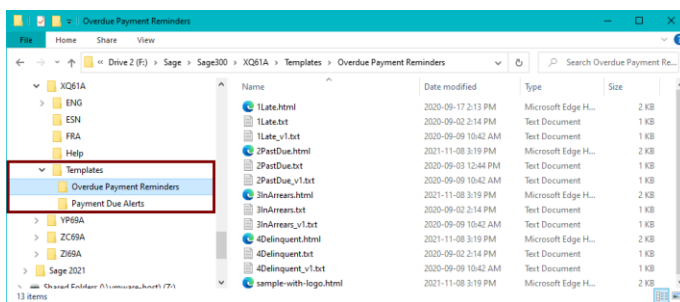 Overdue Payment Reminders
File Home Share View
« Drive 2 (F:) > Sage > Sage300 > XQ61A > Templates > Overdue Payment Reminders
Search Overdue Payment Re...
XQ61A
ENG
ESN
FRA
Help
Templates
Overdue Payment Reminders
Payment Due Alerts
YP69A
ZC69A
ZI69A
Sage 2021
Shared Folders (\\vmware-host) (Z:)
Name Date modified Type Size
1Late.html 2020-09-17 2:13 PM Microsoft Edge H... 2 KB
1Late.txt 2020-09-02 2:14 PM Text Document 1 KB
1Late_v1.txt 2020-09-09 10:42 AM Text Document 1 KB
2PastDue.html 2021-11-08 3:19 PM Microsoft Edge H... 2 KB
2PastDue.txt 2020-09-03 12:44 PM Text Document 1 KB
2PastDue_v1.txt 2020-09-09 10:42 AM Text Document 1 KB
3InArrears.html 2021-11-08 3:19 PM Microsoft Edge H... 2 KB
3InArrears.txt 2020-09-02 2:14 PM Text Document 1 KB
3InArrears_v1.txt 2020-09-09 10:42 AM Text Document 1 KB
4Delinquent.html 2021-11-08 3:19 PM Microsoft Edge H... 2 KB
4Delinquent.txt 2020-09-02 2:14 PM Text Document 1 KB
4Delinquent_v1.txt 2020-09-09 10:42 AM Text Document 1 KB
sample-with-logo.html 2021-11-08 3:19 PM Microsoft Edge H... 2 KB
13 items